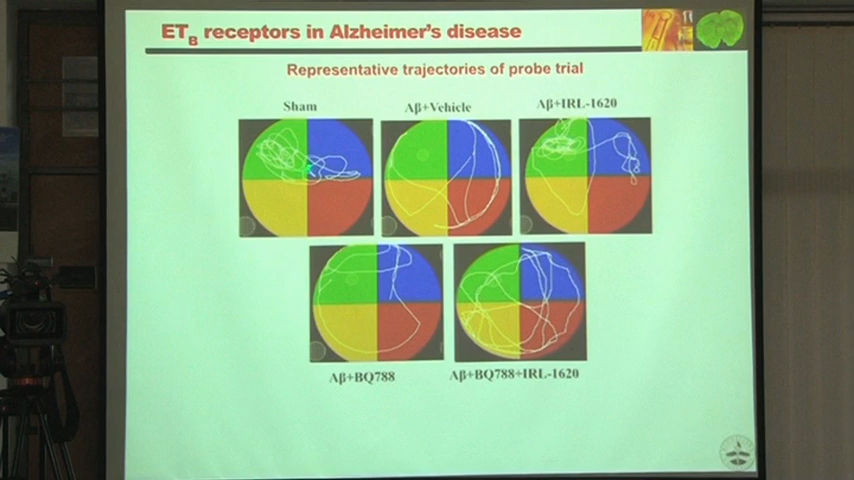 ETB receptors in Alzheimer's disease
Representative trajectories of probe trial
Sham
Aβ+Vehicle
Aβ+IRL-1620
Aβ+BQ788
Aβ+BQ788+IRL-1620